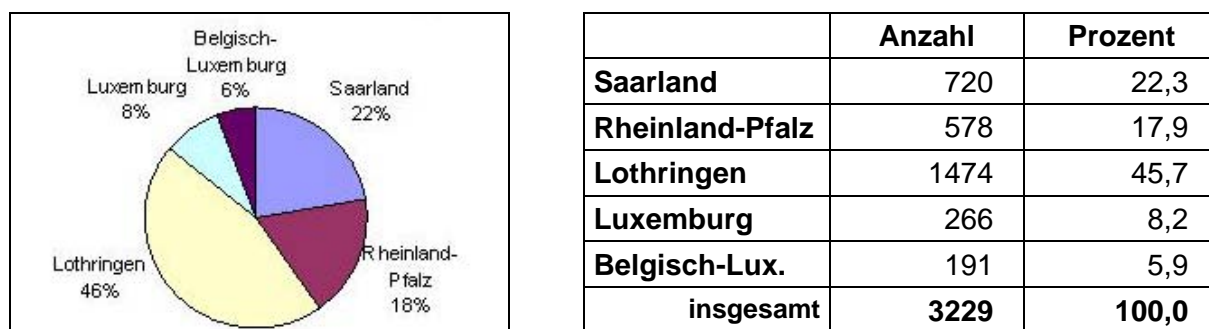 Belgisch-
Luxemburg
6%
Luxemburg
8%
Saarland
22%
Lothringen
46%
Rheinland-
Pfalz
18%
Anzahl Prozent
Saarland 720 22,3
Rheinland-Pfalz 578 17,9
Lothringen 1474 45,7
Luxemburg 266 8,2
Belgisch-Lux. 191 5,9
insgesamt 3229 100,0